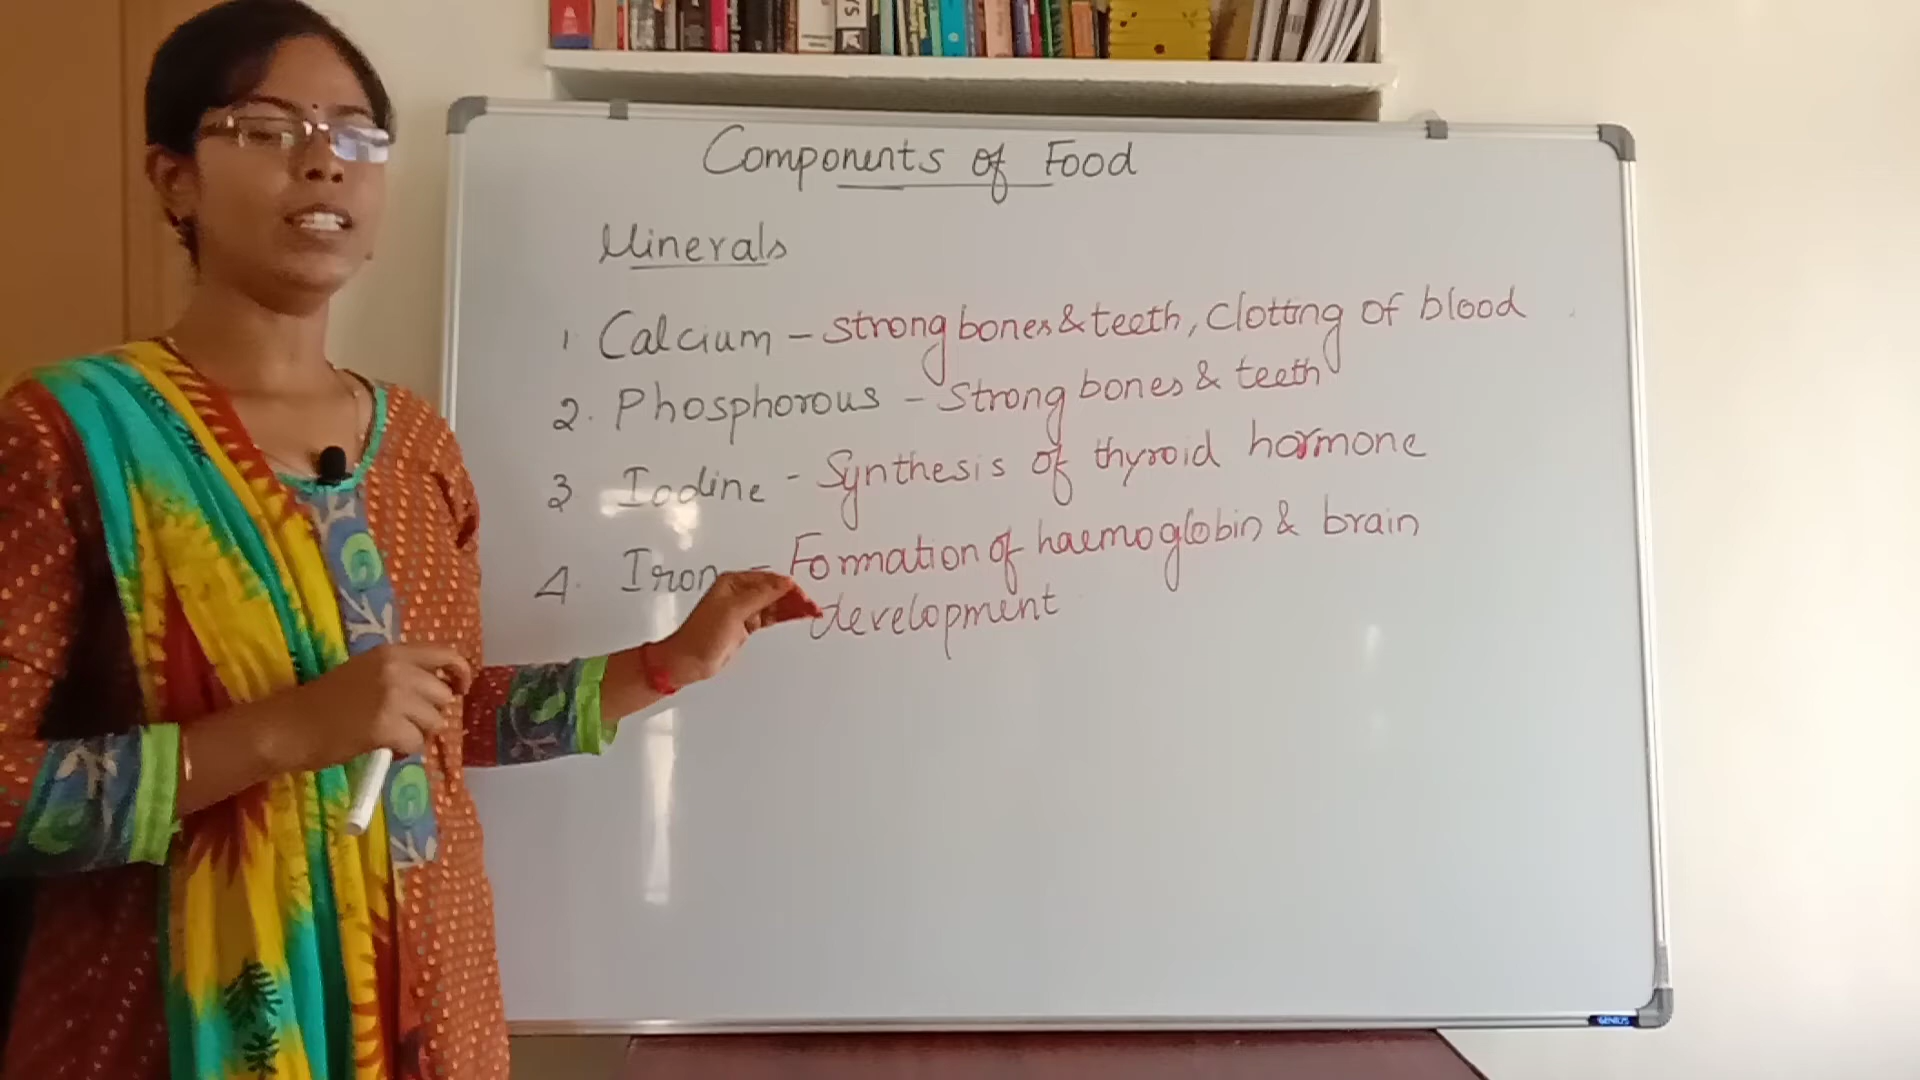 Components of Food
Minerals
1 Calcium - strong bones & teeth, clotting of blood
2. Phosphorous - strong bones & teeth
3 Iodine - Synthesis of thyroid hormone
4. Iron - Formation of haemoglobin & brain
development
GENIUS